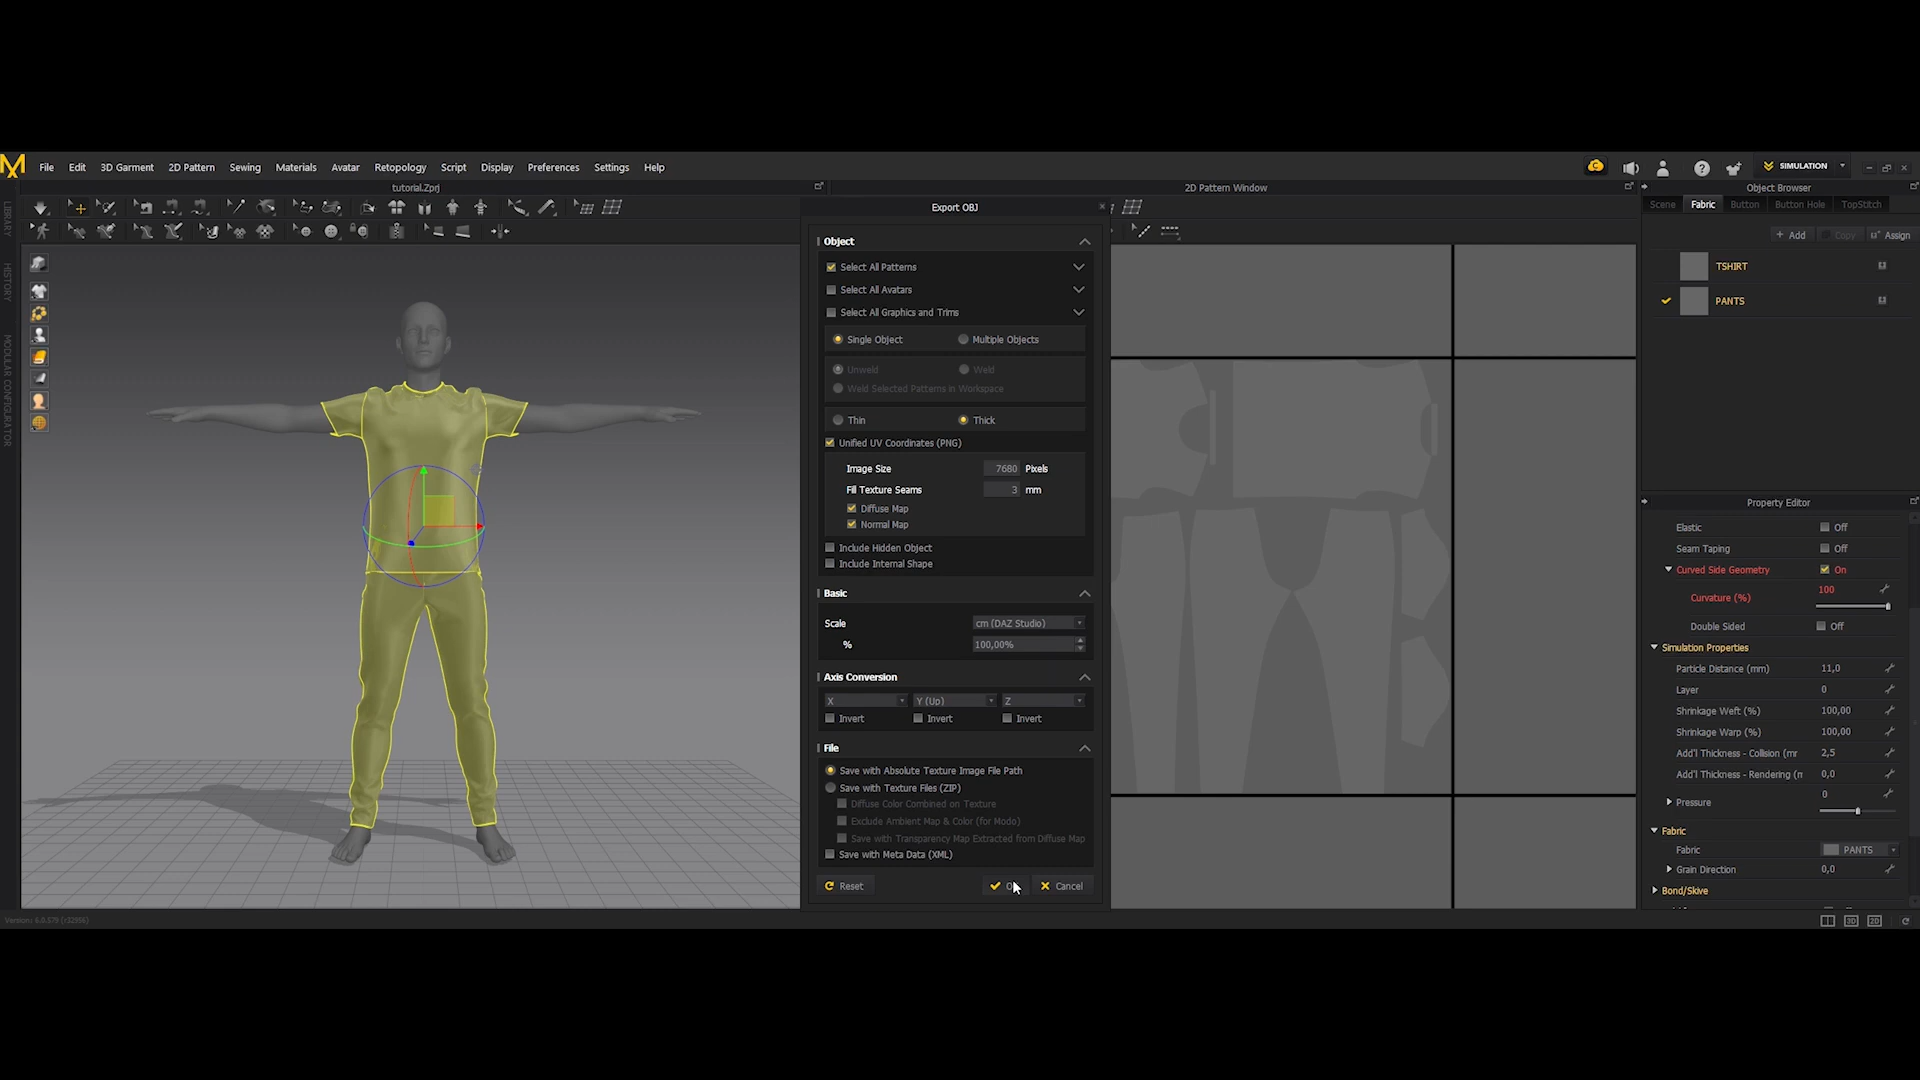 File Edit 3D Garment 2D Pattern Sewing Materials Avatar Retopology Script Display Preferences Settings Help
SIMULATION
tutorial.Zprj
2D Pattern Window
Object Browser
LIBRARY
HISTORY
MODULAR CONFIGURATOR
Export OBJ
Object
Select All Patterns
Select All Avatars
Select All Graphics and Trims
Single Object Multiple Objects
Unweld Weld
Weld Selected Patterns in Workspace
Thin Thick
Unified UV Coordinates (PNG)
Image Size 7680 Pixels
Fill Texture Seams 3 mm
Diffuse Map
Normal Map
Include Hidden Object
Include Internal Shape
Basic
Scale cm (DAZ Studio)
% 100,00%
Axis Conversion
X Y (Up) Z
Invert Invert Invert
File
Save with Absolute Texture Image File Path
Save with Texture Files (ZIP)
Diffuse Color Combined on Texture
Exclude Ambient Map & Color (for Modo)
Save with Transparency Map Extracted from Diffuse Map
Save with Meta Data (XML)
Reset Cancel
Scene Fabric Button Button Hole TopStitch
+ Add Copy Assign
TSHIRT
PANTS
Property Editor
Elastic Off
Seam Taping Off
Curved Side Geometry On
Curvature (%) 100
Double Sided Off
Simulation Properties
Particle Distance (mm) 11,0
Layer 0
Shrinkage Weft (%) 100,00
Shrinkage Warp (%) 100,00
Add'l Thickness - Collision (mr 2,5
Add'l Thickness - Rendering (n 0,0
Pressure 0
Fabric
Fabric PANTS
Grain Direction 0,0
Bond/Skive
3D 2D